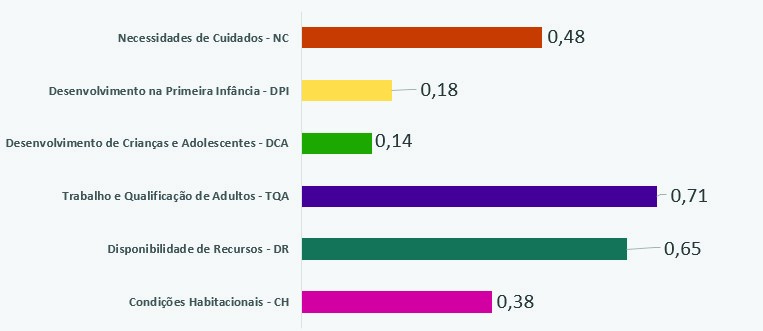 Necessidades de Cuidados - NC 0,48
Desenvolvimento na Primeira Infância - DPI 0,18
Desenvolvimento de Crianças e Adolescentes - DCA 0,14
Trabalho e Qualificação de Adultos - TQA 0,71
Disponibilidade de Recursos - DR 0,65
Condições Habitacionais - CH 0,38